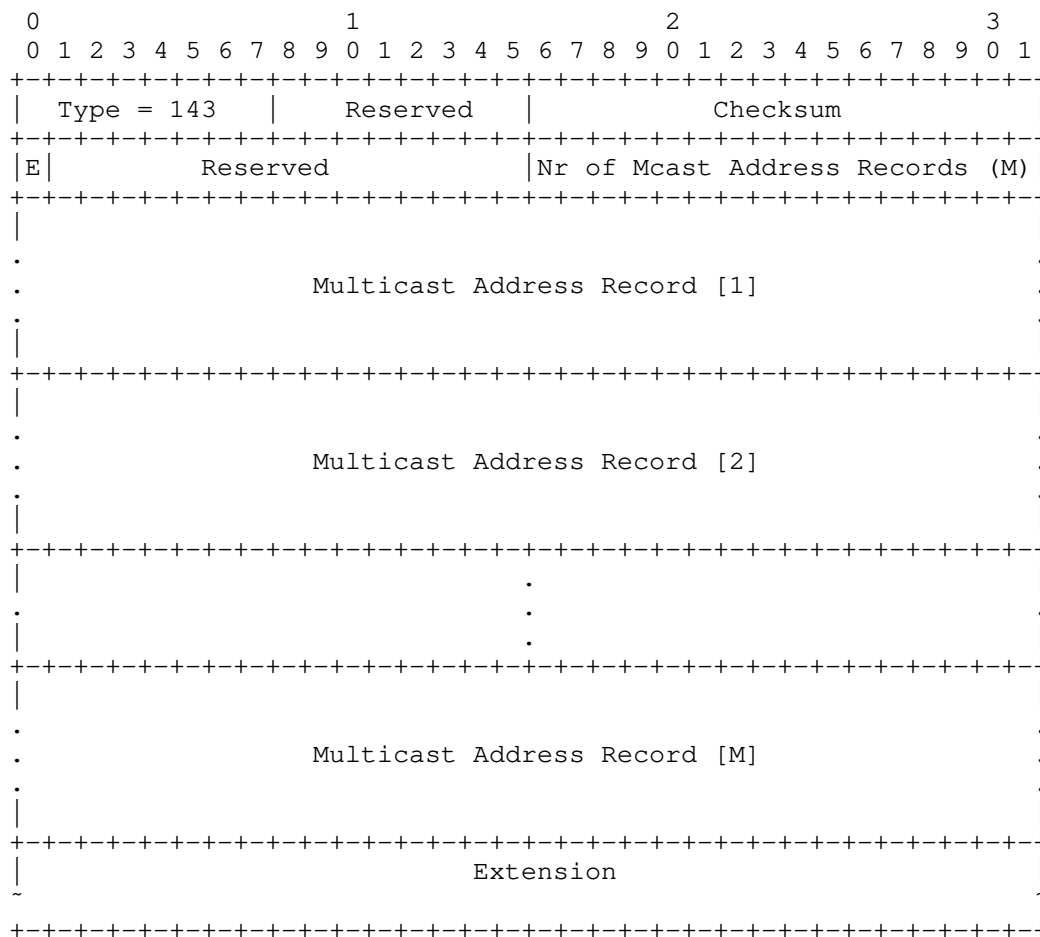 0                   1                   2                   3
 0 1 2 3 4 5 6 7 8 9 0 1 2 3 4 5 6 7 8 9 0 1 2 3 4 5 6 7 8 9 0 1
+-+-+-+-+-+-+-+-+-+-+-+-+-+-+-+-+-+-+-+-+-+-+-+-+-+-+-+-+-+-+-+--
|  Type = 143   |    Reserved   |           Checksum
+-+-+-+-+-+-+-+-+-+-+-+-+-+-+-+-+-+-+-+-+-+-+-+-+-+-+-+-+-+-+-+--
|E|         Reserved            |Nr of Mcast Address Records (M)
+-+-+-+-+-+-+-+-+-+-+-+-+-+-+-+-+-+-+-+-+-+-+-+-+-+-+-+-+-+-+-+--
|
.                                                               .
.                  Multicast Address Record [1]                 .
.                                                               .
|
+-+-+-+-+-+-+-+-+-+-+-+-+-+-+-+-+-+-+-+-+-+-+-+-+-+-+-+-+-+-+-+--
|
.                                                               .
.                  Multicast Address Record [2]                 .
.                                                               .
|
+-+-+-+-+-+-+-+-+-+-+-+-+-+-+-+-+-+-+-+-+-+-+-+-+-+-+-+-+-+-+-+--
|                               .
.                               .                               .
|                               .
+-+-+-+-+-+-+-+-+-+-+-+-+-+-+-+-+-+-+-+-+-+-+-+-+-+-+-+-+-+-+-+--
|
.                                                               .
.                  Multicast Address Record [M]                 .
.                                                               .
|
+-+-+-+-+-+-+-+-+-+-+-+-+-+-+-+-+-+-+-+-+-+-+-+-+-+-+-+-+-+-+-+--
|                            Extension
~                                                               ~
+-+-+-+-+-+-+-+-+-+-+-+-+-+-+-+-+-+-+-+-+-+-+-+-+-+-+-+-+-+-+-+--